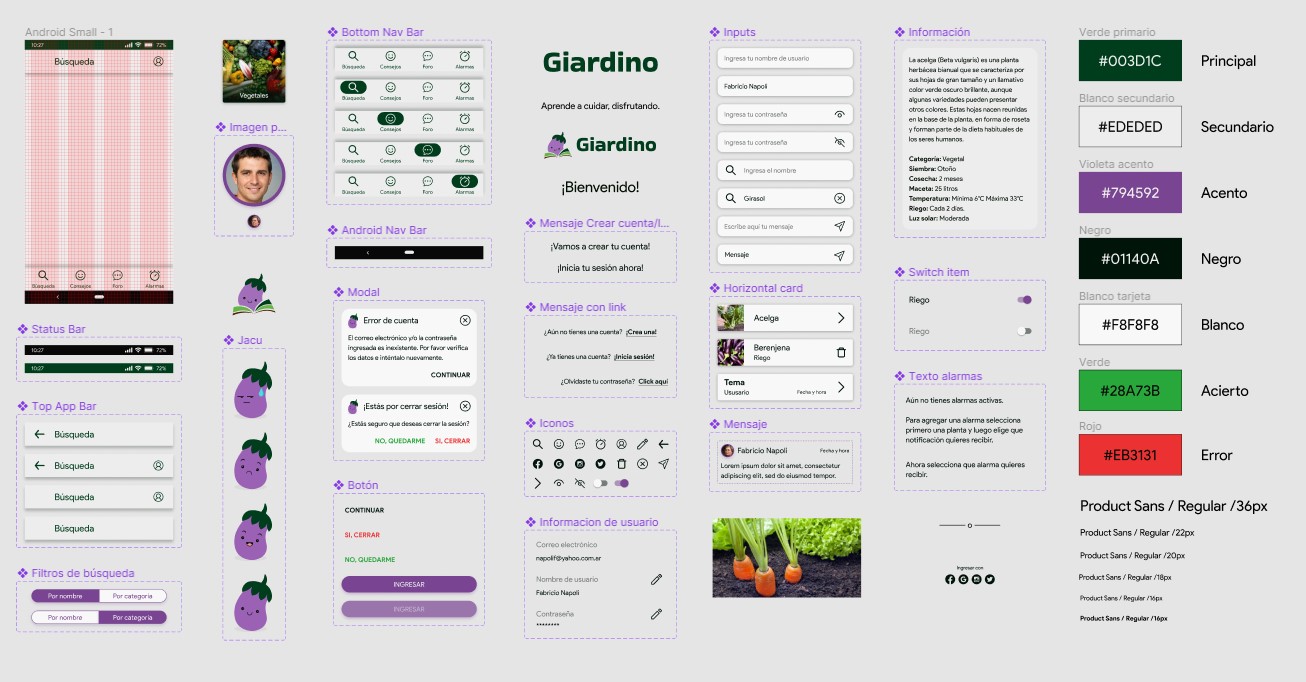 Android Small - 1
10:27
72%
Búsqueda
Búsqueda
Consejos
Foro
Alarmas
Status Bar
10:27
72%
10:27
72%
Top App Bar
Búsqueda
Búsqueda
Búsqueda
Búsqueda
Filtros de búsqueda
Por nombre
Por categoría
Por nombre
Por categoría
Vegetales
Imagen p...
Jacu
Bottom Nav Bar
Búsqueda
Consejos
Foro
Alarmas
Búsqueda
Consejos
Foro
Alarmas
Búsqueda
Consejos
Foro
Alarmas
Búsqueda
Consejos
Foro
Alarmas
Búsqueda
Consejos
Foro
Alarmas
Android Nav Bar
Modal
Error de cuenta
El correo electrónico y/o la contraseña
ingresada es inexistente. Por favor verifica
los datos e inténtalo nuevamente.
CONTINUAR
¡Estás por cerrar sesión!
¿Estás seguro que deseas cerrar la sesión?
NO, QUEDARME
SI, CERRAR
Botón
CONTINUAR
SI, CERRAR
NO, QUEDARME
INGRESAR
INGRESAR
Giardino
Aprende a cuidar, disfrutando.
Giardino
¡Bienvenido!
Mensaje Crear cuenta/I...
¡Vamos a crear tu cuenta!
¡Inicia tu sesión ahora!
Mensaje con link
¿Aún no tienes una cuenta? ¡Crea una!
¿Ya tienes una cuenta? ¡Inicia sesión!
¿Olvidaste tu contraseña? Click aquí
Iconos
Informacion de usuario
Correo electrónico
napolif@yahoo.com.ar
Nombre de usuario
Fabricio Napoli
Contraseña
********
Inputs
Ingresa tu nombre de usuario
Fabricio Napoli
Ingresa tu contraseña
Ingresa tu contraseña
Ingresa el nombre
Girasol
Escribe aquí tu mensaje
Mensaje
Horizontal card
Acelga
Berenjena
Riego
Tema
Ususario
Fecha y hora
Mensaje
Fabricio Napoli
Fecha y hora
Lorem ipsum dolor sit amet, consectetur
adipiscing elit, sed do eiusmod tempor.
Información
La acelga (Beta vulgaris) es una planta
herbácea bianual que se caracteriza por
sus hojas de gran tamaño y un llamativo
color verde oscuro brillante, aunque
algunas variedades pueden presentar
otros colores. Estas hojas nacen reunidas
en la base de la planta, en forma de roseta
y forman parte de la dieta habituales de
los seres humanos.
Categoría: Vegetal
Siembra: Otoño
Cosecha: 2 meses
Maceta: 25 litros
Temperatura: Mínima 6°C Máxima 33°C
Riego: Cada 2 días.
Luz solar: Moderada
Switch item
Riego
Riego
Texto alarmas
Aún no tienes alarmas activas.
Para agregar una alarma selecciona
primero una planta y luego elige que
notificación quieres recibir.
Ahora selecciona que alarma quieres
recibir.
o
Ingresar con
Verde primario
#003D1C
Principal
Blanco secundario
#EDEDED
Secundario
Violeta acento
#794592
Acento
Negro
#01140A
Negro
Blanco tarjeta
#F8F8F8
Blanco
Verde
#28A73B
Acierto
Rojo
#EB3131
Error
Product Sans / Regular /36px
Product Sans / Regular /22px
Product Sans / Regular /20px
Product Sans / Regular /18px
Product Sans / Regular /16px
Product Sans / Regular /16px